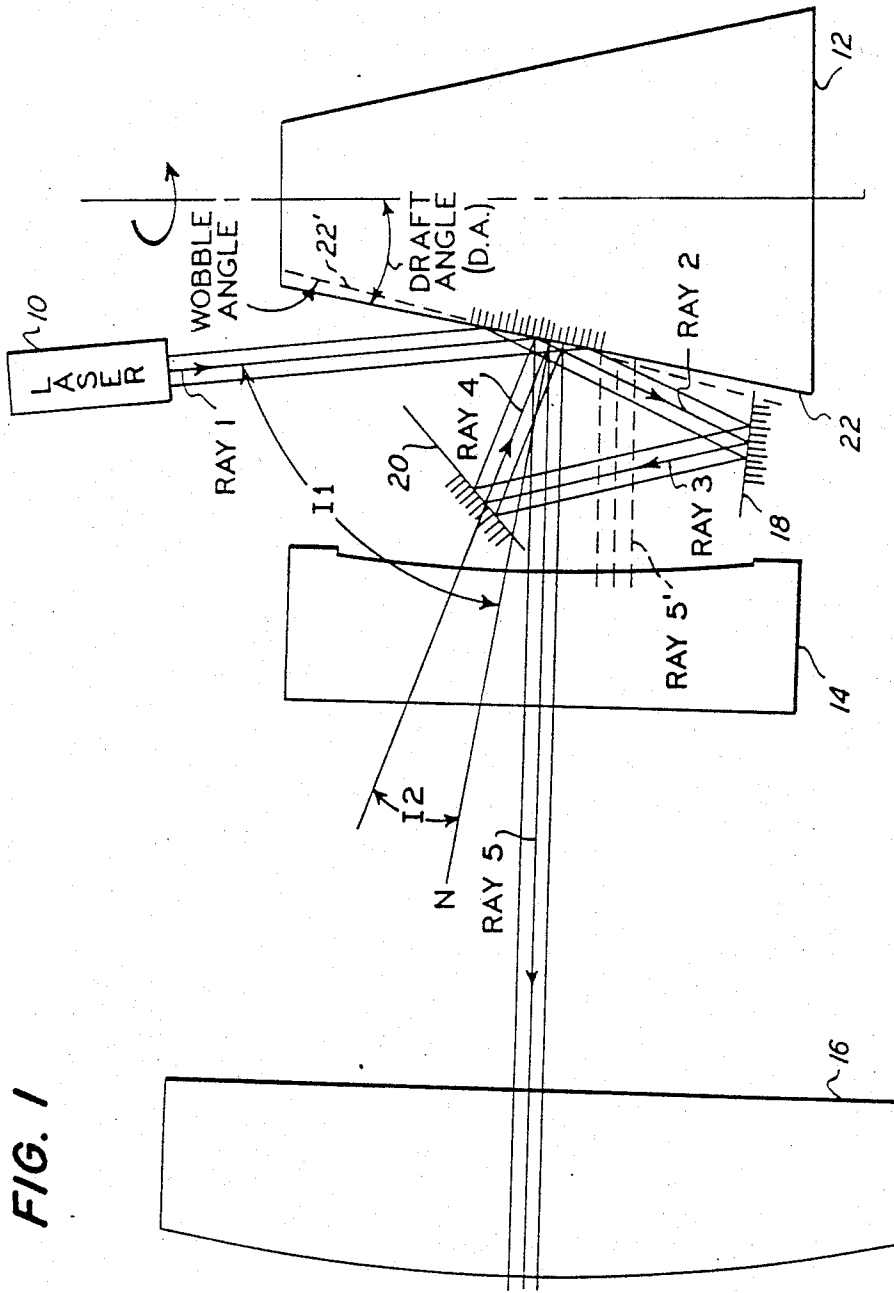 FIG. 1
10
LASER
RAY 1
I1
WOBBLE
ANGLE
22'
DRAFT
ANGLE
(D.A.)
12
20
RAY 4
RAY 2
22
RAY 3
18
RAY 5'
14
I2
N
RAY 5
16